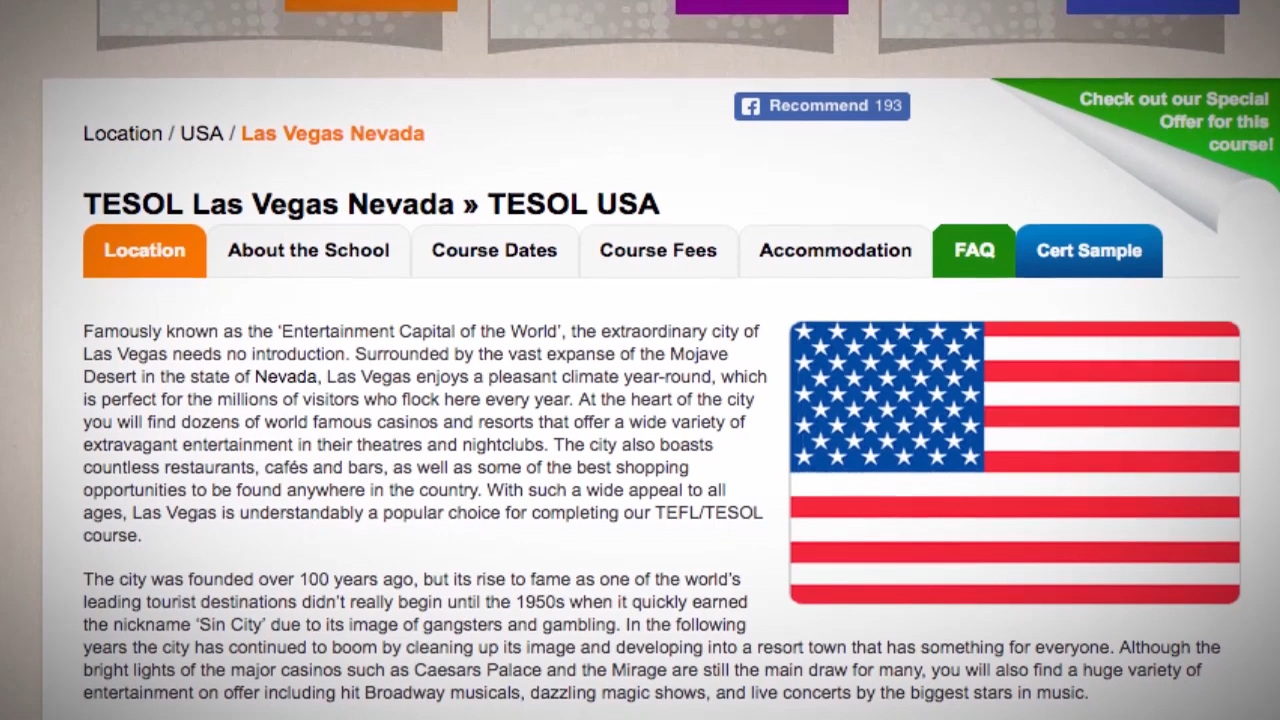 Recommend 193
Check out our Special
Offer for this
course!
Location / USA / Las Vegas Nevada
TESOL Las Vegas Nevada » TESOL USA
Location
About the School
Course Dates
Course Fees
Accommodation
FAQ
Cert Sample
Famously known as the ‘Entertainment Capital of the World’, the extraordinary city of
Las Vegas needs no introduction. Surrounded by the vast expanse of the Mojave
Desert in the state of Nevada, Las Vegas enjoys a pleasant climate year-round, which
is perfect for the millions of visitors who flock here every year. At the heart of the city
you will find dozens of world famous casinos and resorts that offer a wide variety of
extravagant entertainment in their theatres and nightclubs. The city also boasts
countless restaurants, cafés and bars, as well as some of the best shopping
opportunities to be found anywhere in the country. With such a wide appeal to all
ages, Las Vegas is understandably a popular choice for completing our TEFL/TESOL
course.
The city was founded over 100 years ago, but its rise to fame as one of the world’s
leading tourist destinations didn’t really begin until the 1950s when it quickly earned
the nickname ‘Sin City’ due to its image of gangsters and gambling. In the following
years the city has continued to boom by cleaning up its image and developing into a resort town that has something for everyone. Although the
bright lights of the major casinos such as Caesars Palace and the Mirage are still the main draw for many, you will also find a huge variety of
entertainment on offer including hit Broadway musicals, dazzling magic shows, and live concerts by the biggest stars in music.